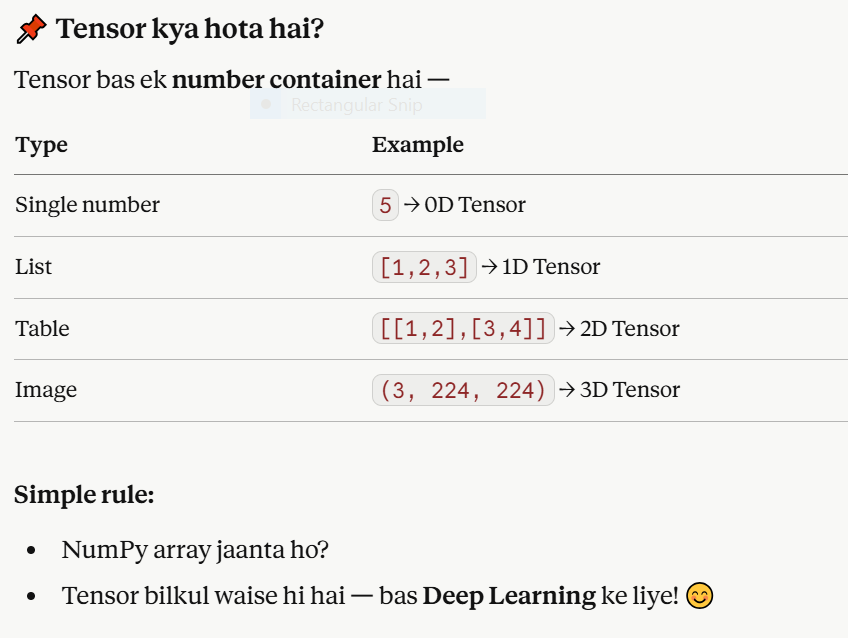 📌 Tensor kya hota hai?
Tensor bas ek number container hai —
Rectangular Snip
Type Example
Single number 5 → 0D Tensor
List [1,2,3] → 1D Tensor
Table [[1,2],[3,4]] → 2D Tensor
Image (3, 224, 224) → 3D Tensor
Simple rule:
• NumPy array jaanta ho?
• Tensor bilkul waise hi hai — bas Deep Learning ke liye! 😊